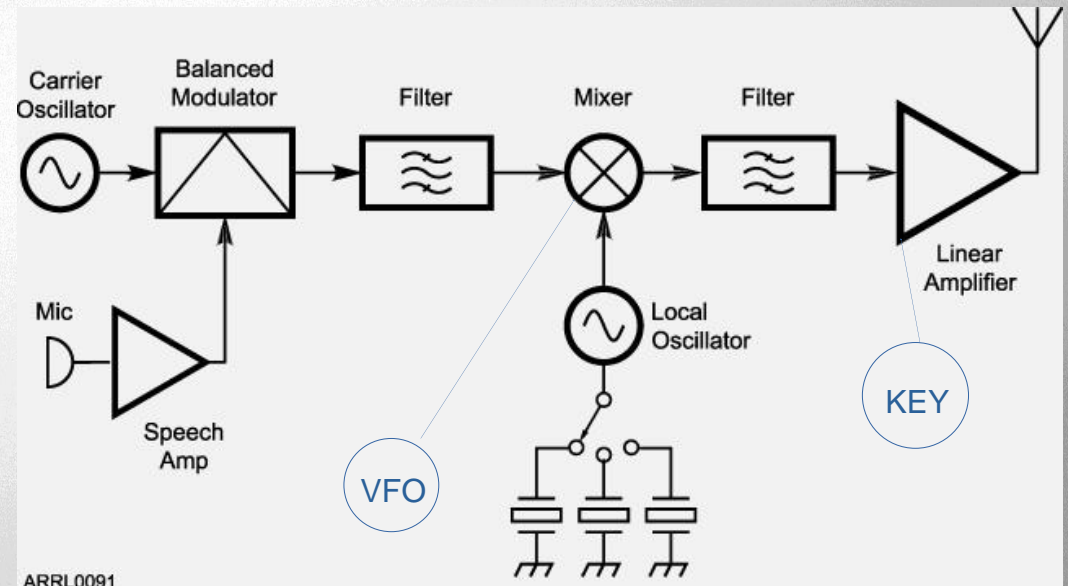 Carrier
Oscillator
Balanced
Modulator
Filter
Mixer
Filter
Linear
Amplifier
Mic
Speech
Amp
Local
Oscillator
VFO
KEY
ARRL0091